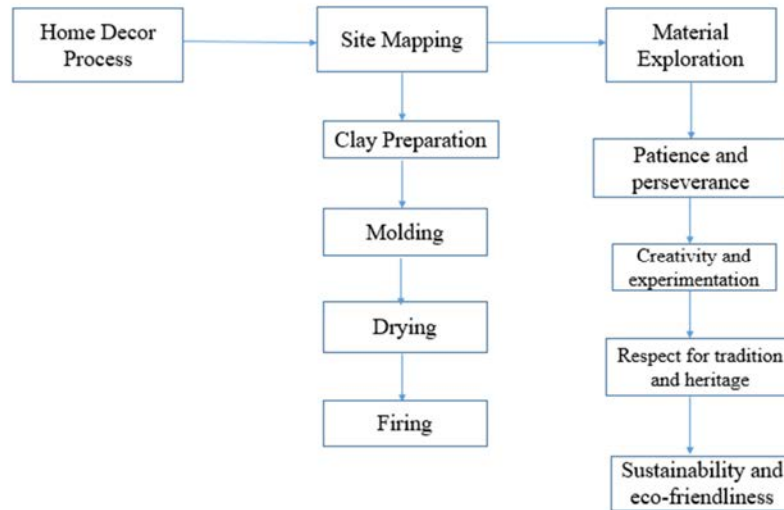 Home Decor
Process
Site Mapping
Material
Exploration
Clay Preparation
Molding
Drying
Firing
Patience and
perseverance
Creativity and
experimentation
Respect for tradition
and heritage
Sustainability and
eco-friendliness